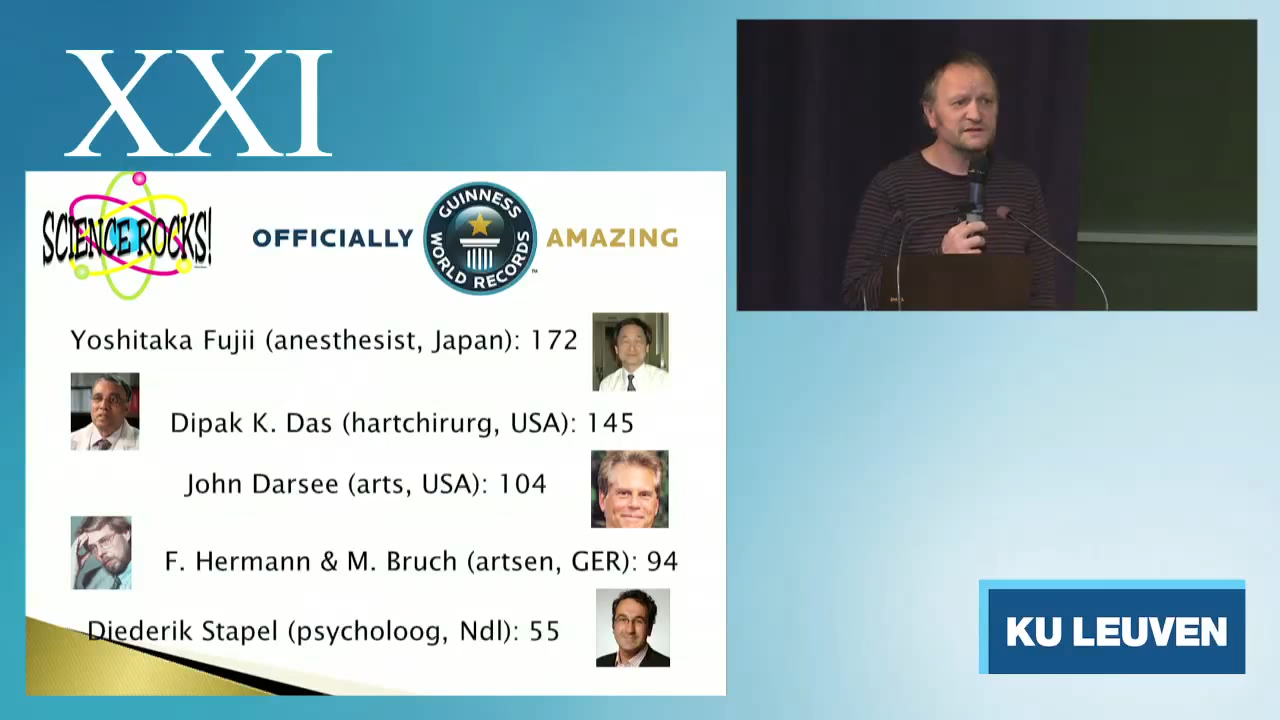 XXI
SCIENCE ROCKS!
OFFICIALLY
GUINNESS
WORLD RECORDS
™
AMAZING
Yoshitaka Fujii (anesthesist, Japan): 172
Dipak K. Das (hartchirurg, USA): 145
John Darsee (arts, USA): 104
F. Hermann & M. Bruch (artsen, GER): 94
Diederik Stapel (psycholoog, Ndl): 55
KU LEUVEN